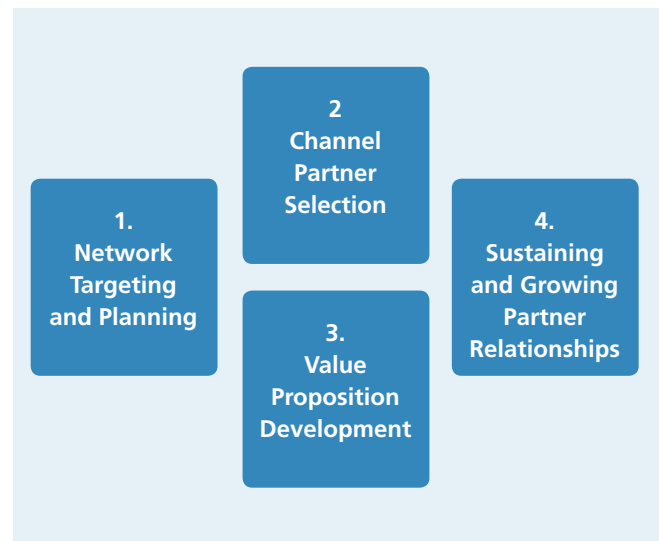 1.
Network
Targeting
and Planning
2
Channel
Partner
Selection
3.
Value
Proposition
Development
4.
Sustaining
and Growing
Partner
Relationships